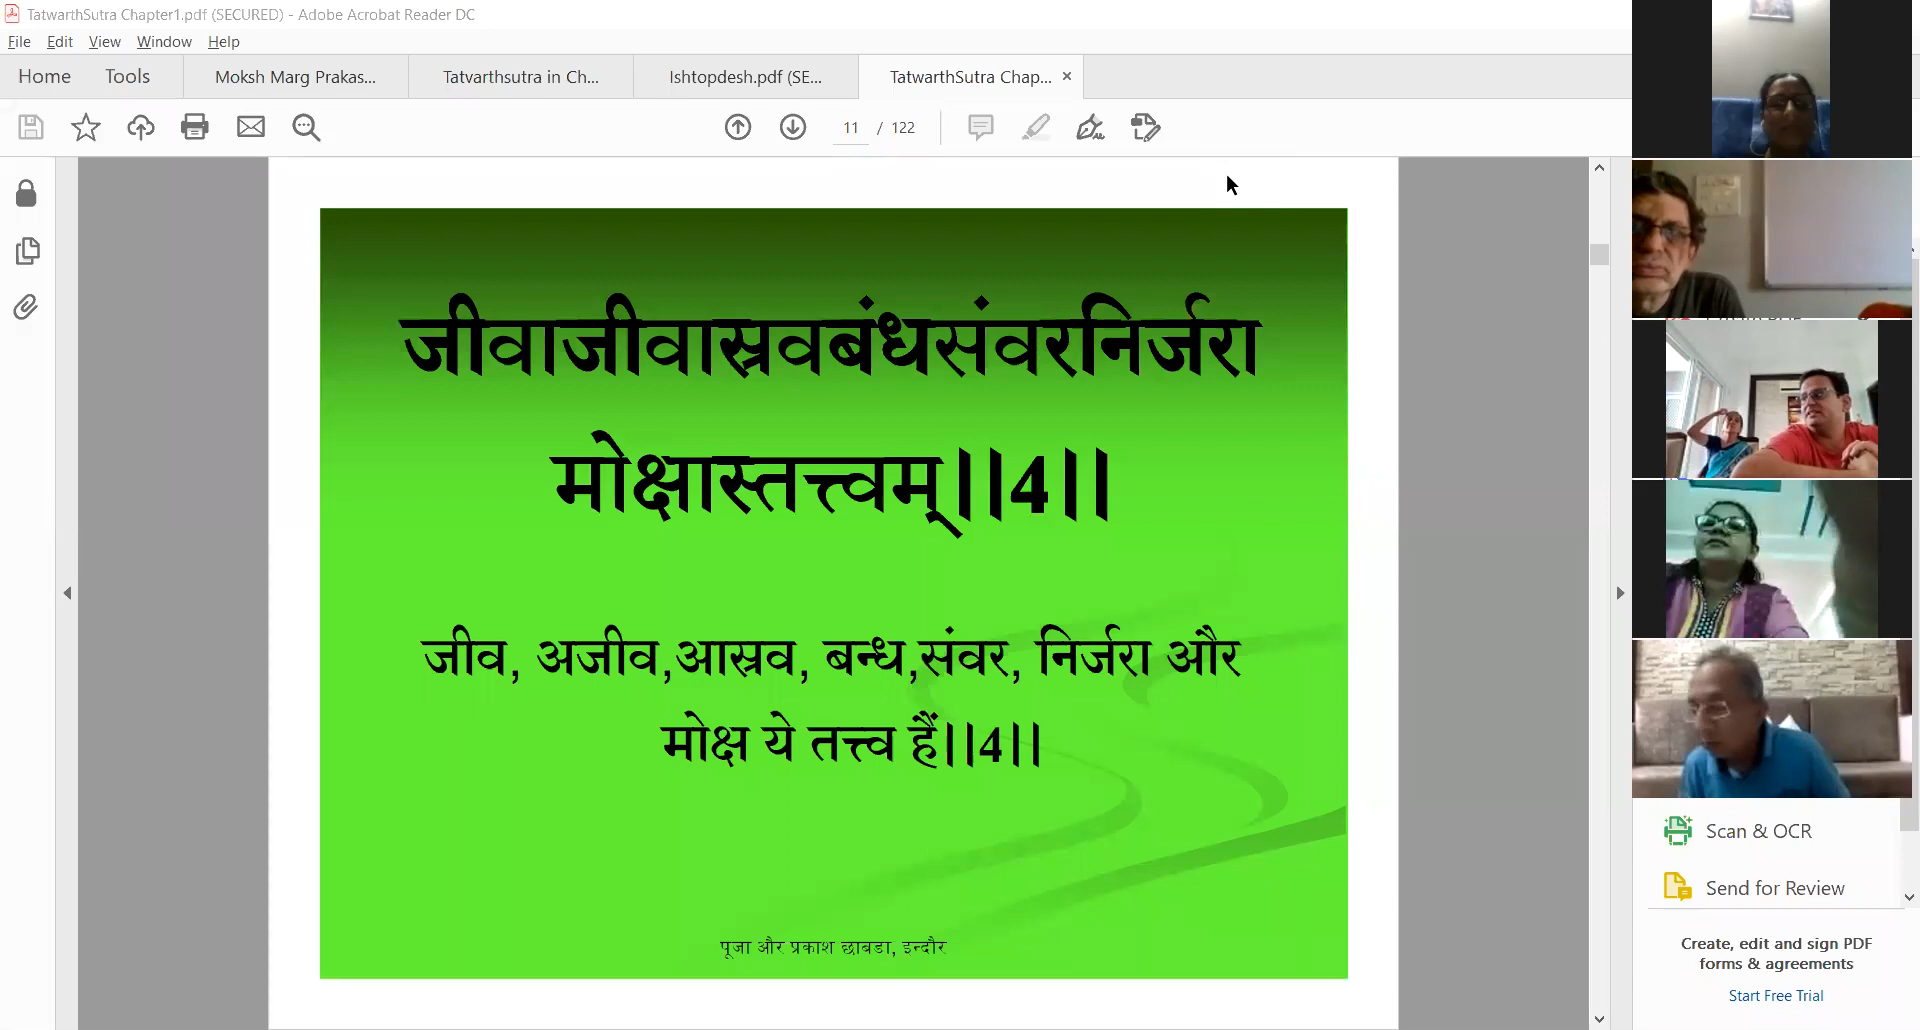 TatwarthSutra Chapter1.pdf (SECURED) - Adobe Acrobat Reader DC
File Edit View Window Help
Home Tools Moksh Marg Prakas... Tatvarthsutra in Ch... Ishtopdesh.pdf (SE... TatwarthSutra Chap... ×
11 / 122
जीवाजीवास्रवबंधसंवरनिर्जरा
मोक्षास्तत्त्वम्||4||
जीव, अजीव,आस्रव, बन्ध,संवर, निर्जरा और
मोक्ष ये तत्त्व हैं||4||
पूजा और प्रकाश छाबडा, इन्दौर
Scan & OCR
Send for Review
Create, edit and sign PDF
forms & agreements
Start Free Trial